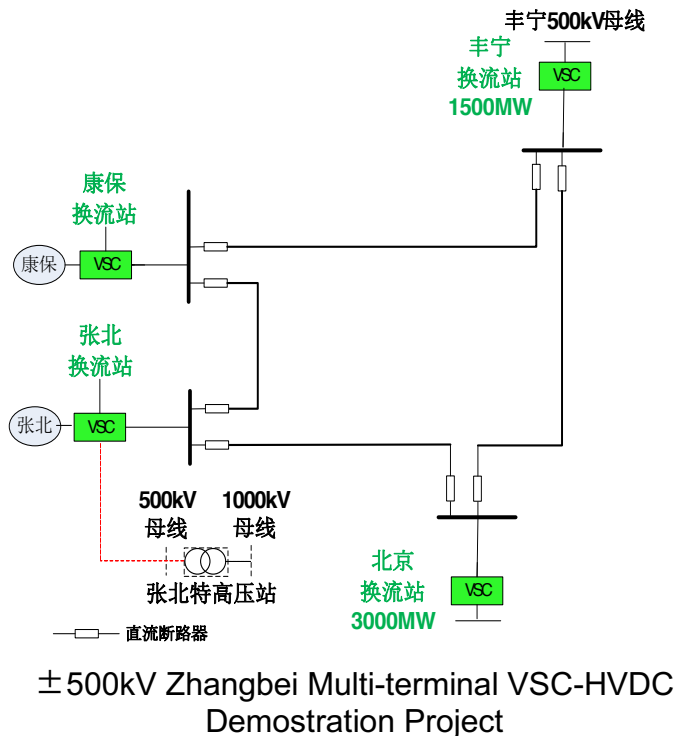 丰宁500kV母线
丰宁
换流站
1500MW
VSC
康保
换流站
康保
VSC
张北
换流站
张北
VSC
500kV
母线
1000kV
母线
张北特高压站
北京
换流站
3000MW
VSC
直流断路器
±500kV Zhangbei Multi-terminal VSC-HVDC
Demostration Project